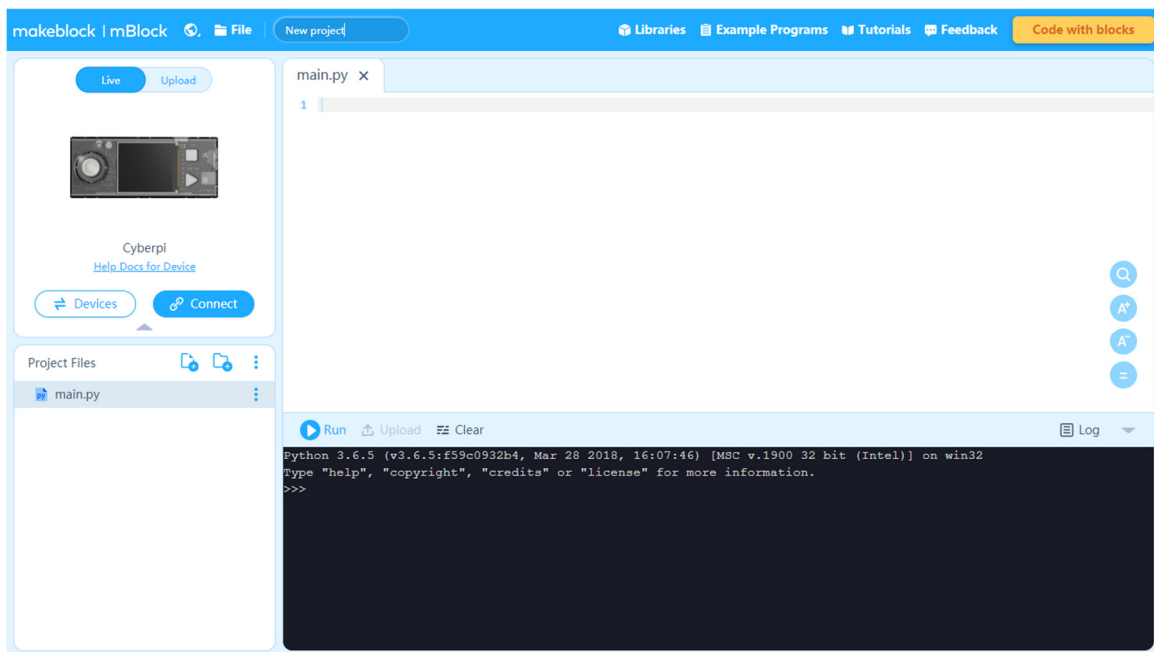 makeblock | mBlock File New project Libraries Example Programs Tutorials Feedback Code with blocks
Live Upload
main.py
1
Cyberpi
Help Docs for Device
Devices Connect
Project Files
main.py
A+
A-
=
Run Upload Clear Log
Python 3.6.5 (v3.6.5:f59c0932b4, Mar 28 2018, 16:07:46) [MSC v.1900 32 bit (Intel)] on win32
Type "help", "copyright", "credits" or "license" for more information.
>>>